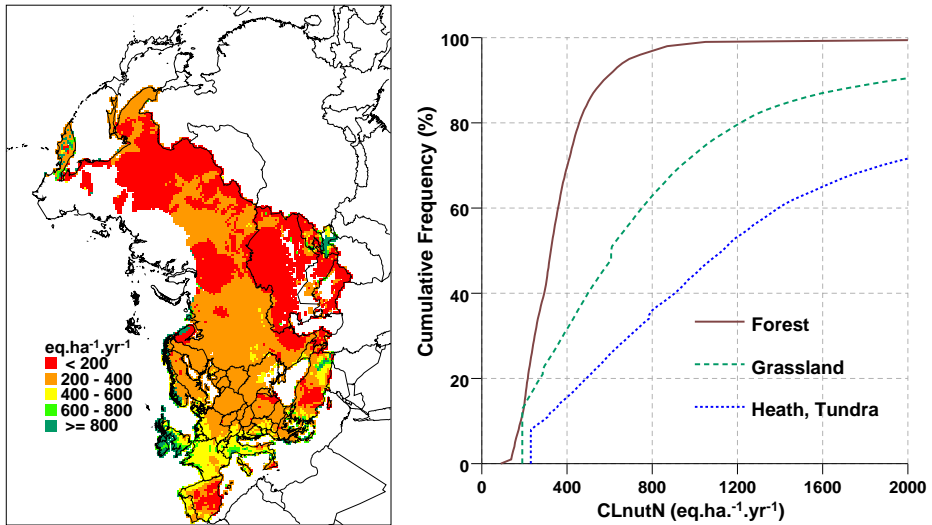 eq.ha⁻¹.yr⁻¹
< 200
200 - 400
400 - 600
600 - 800
>= 800
Cumulative Frequency (%)
100
80
60
40
20
0
Forest
Grassland
Heath, Tundra
0 400 800 1200 1600 2000
CLnutN (eq.ha.⁻¹.yr⁻¹)